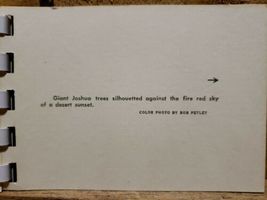 Giant Joshua trees silhouetted against the fire red sky
of a desert sunset.
COLOR PHOTO BY BOB PETLEY